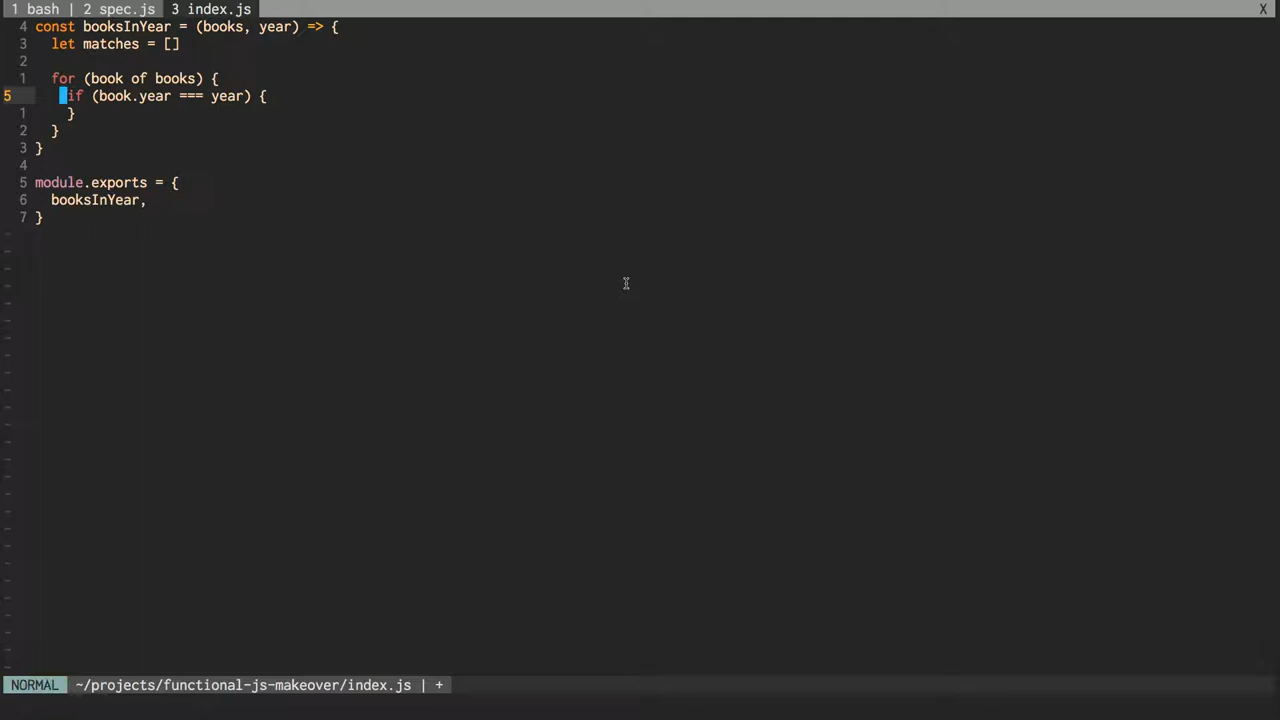 1 bash | 2 spec.js 3 index.js X
4 const booksInYear = (books, year) => {
3   let matches = []
2
1   for (book of books) {
5     if (book.year === year) {
1     }
2   }
3 }
4
5 module.exports = {
6   booksInYear,
7 }
NORMAL ~/projects/functional-js-makeover/index.js | +